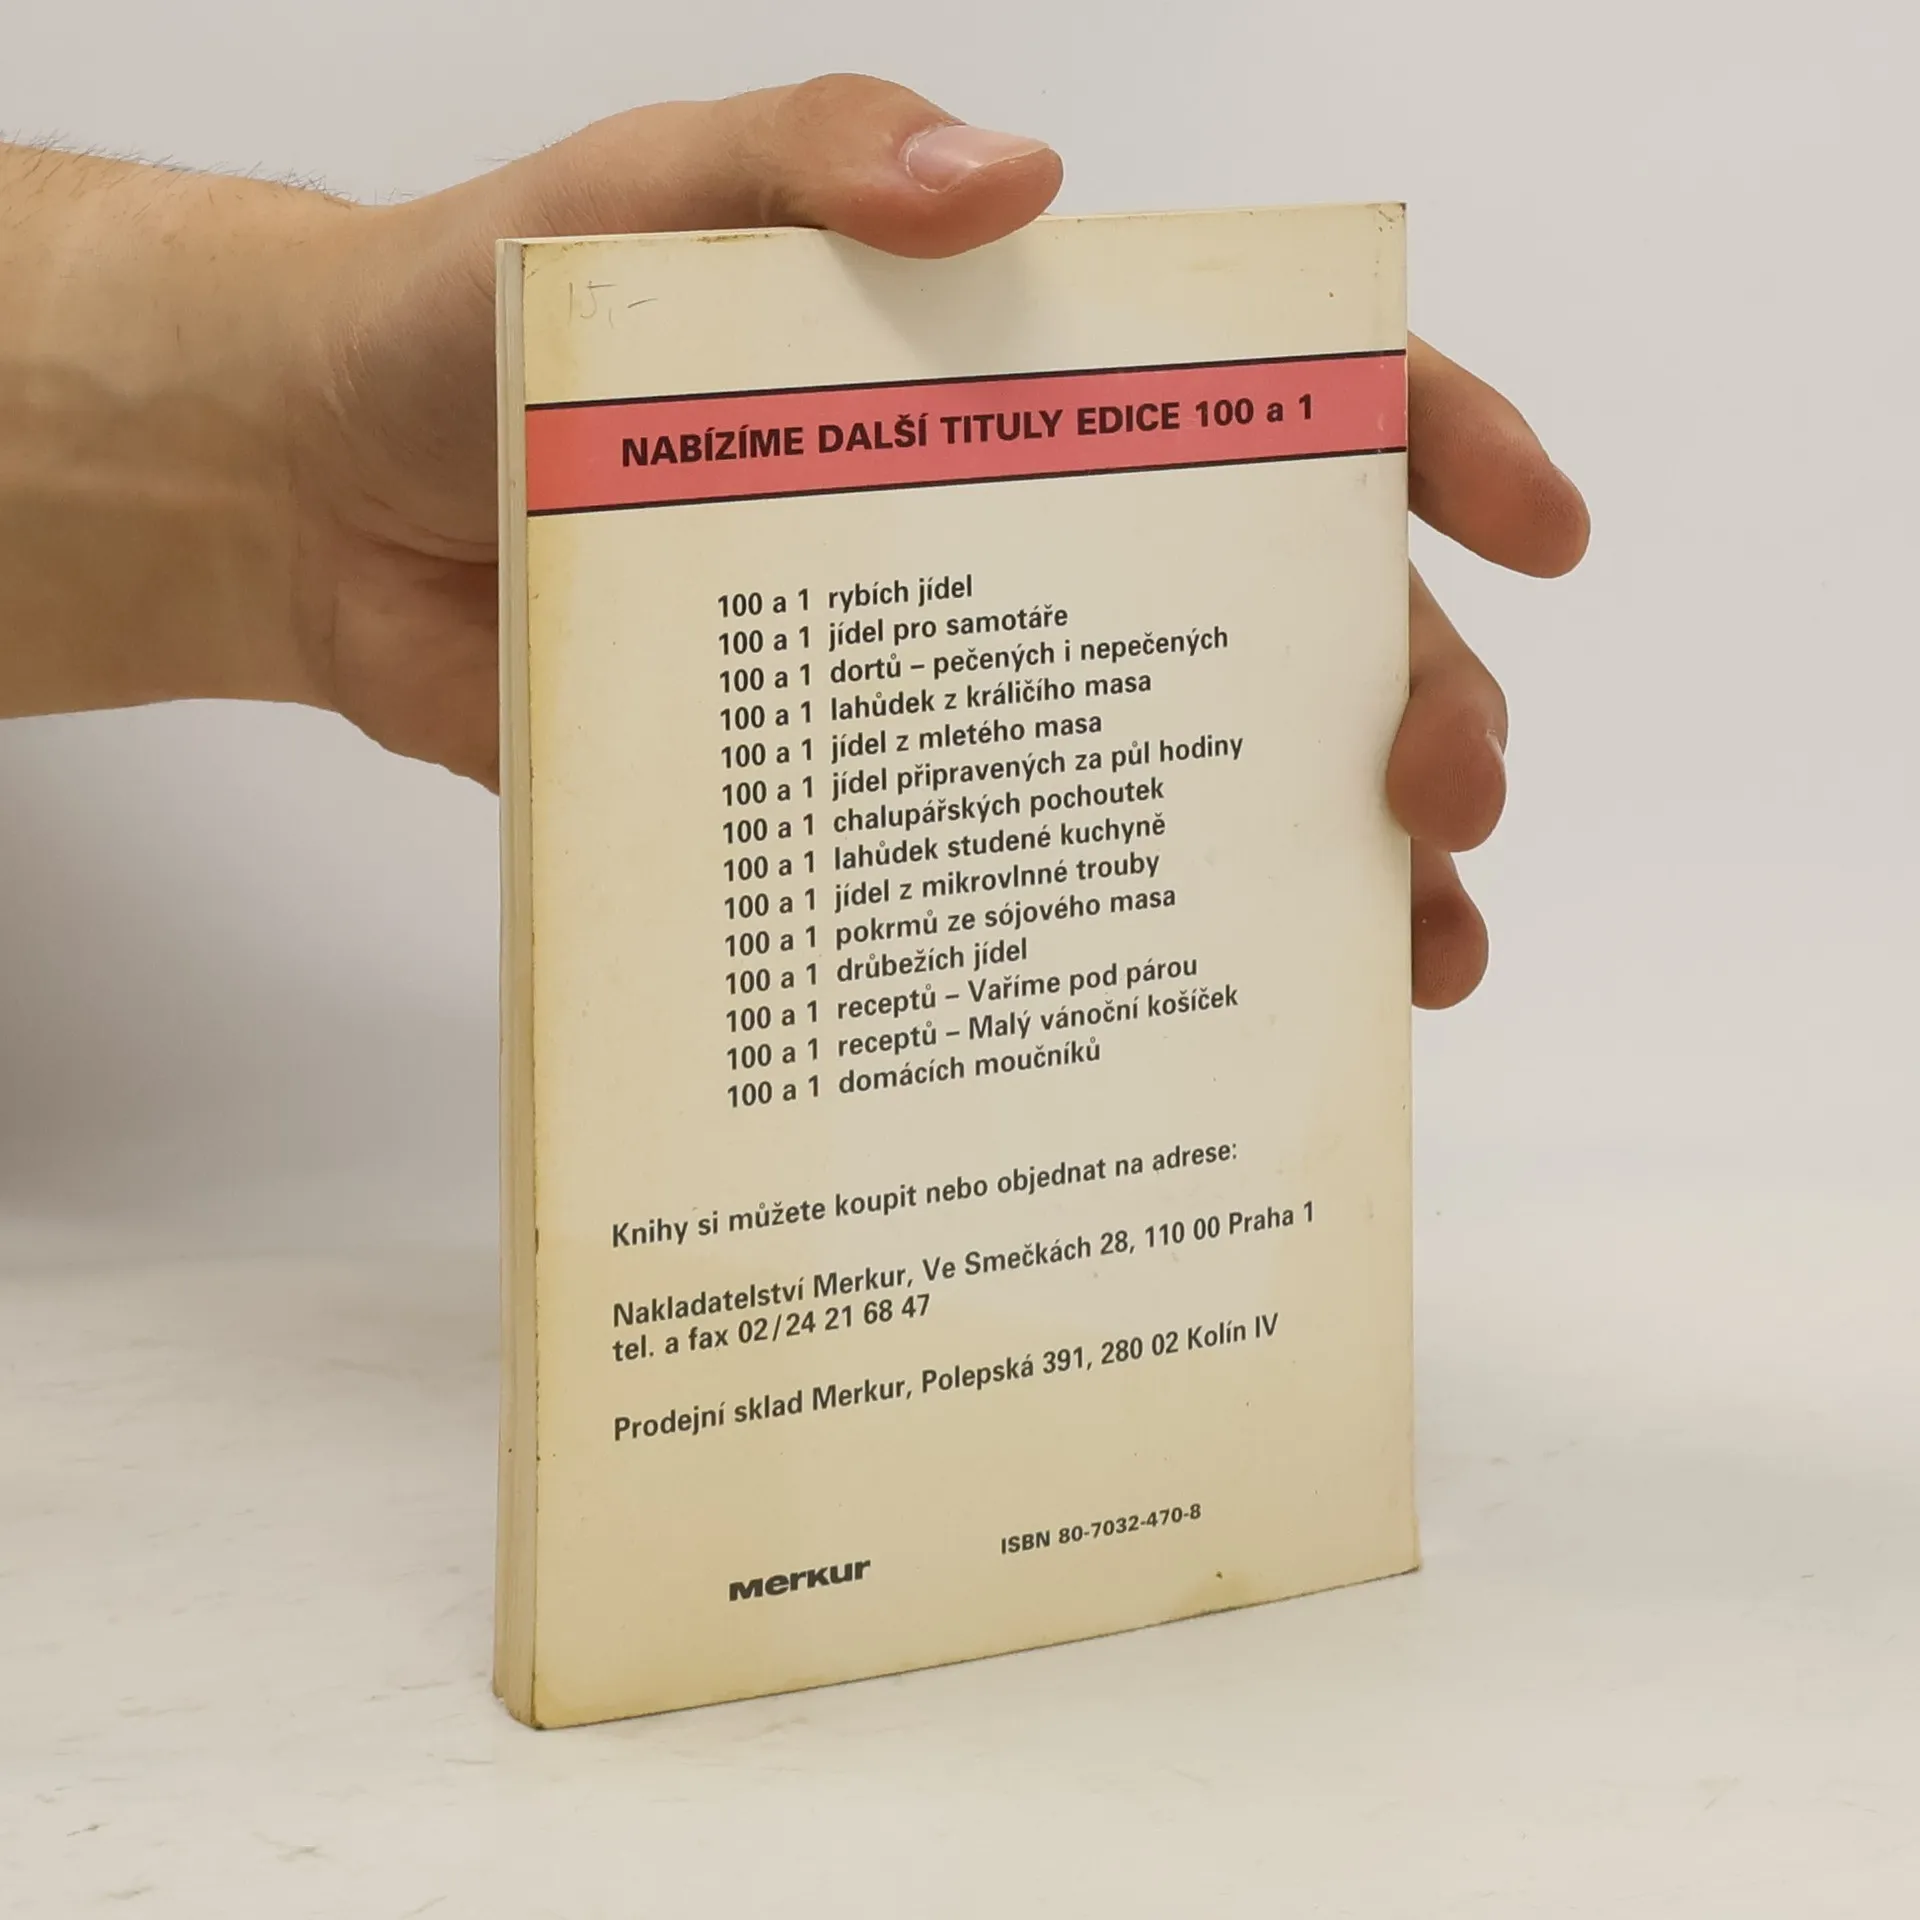 15,-
NABÍZÍME DALŠÍ TITULY EDICE 100 a 1
100 a 1 rybích jídel
100 a 1 jídel pro samotáře
100 a 1 dortů – pečených i nepečených
100 a 1 lahůdek z králičího masa
100 a 1 jídel z mletého masa
100 a 1 jídel připravených za půl hodiny
100 a 1 chalupářských pochoutek
100 a 1 lahůdek studené kuchyně
100 a 1 jídel z mikrovlnné trouby
100 a 1 pokrmů ze sójového masa
100 a 1 drůbežích jídel
100 a 1 receptů – Vaříme pod párou
100 a 1 receptů – Malý vánoční košíček
100 a 1 domácích moučníků
Knihy si můžete koupit nebo objednat na adrese:
Nakladatelství Merkur, Ve Smečkách 28, 110 00 Praha 1
tel. a fax 02/24 21 68 47
Prodejní sklad Merkur, Polepská 391, 280 02 Kolín IV
merkur
ISBN 80-7032-470-8